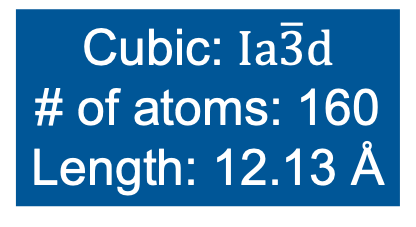 Cubic: Ia3̅d
# of atoms: 160
Length: 12.13 Å